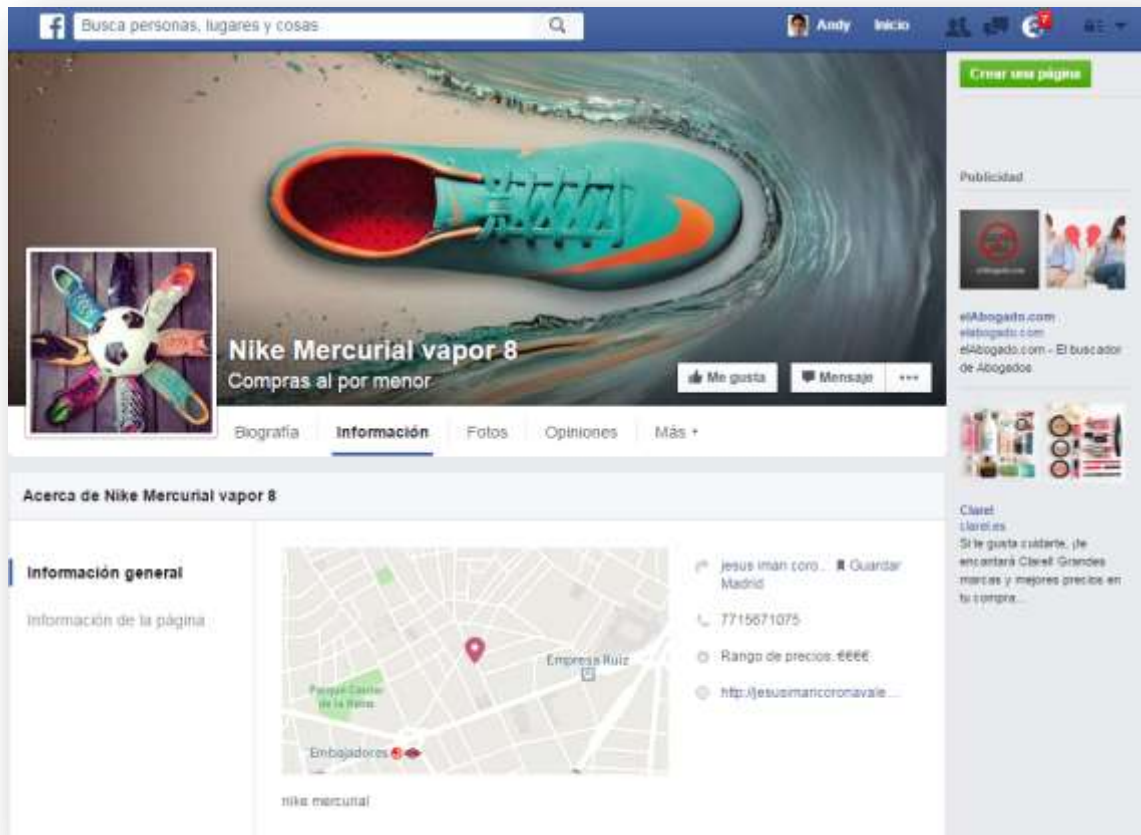 Busca personas, lugares y cosas
Andy
Inicio
7
Crear una página
Nike Mercurial vapor 8
Compras al por menor
Me gusta
Mensaje
Biografía
Información
Fotos
Opiniones
Más
Acerca de Nike Mercurial vapor 8
Información general
Información de la página
Empresa Ruiz
Parque
de la
Embajadores
nike mercurial
jesus iman coro... Guardar
Madrid
7715671075
Rango de precios: €€€€
http://jesusimancoronavale...
Publicidad
elAbogado.com
elabogado.com
elAbogado.com - El buscador
de Abogados
Clarel
clarel.es
Si te gusta cuidarte, ¡te
encantará Clarel! Grandes
marcas y mejores precios en
tu compra...